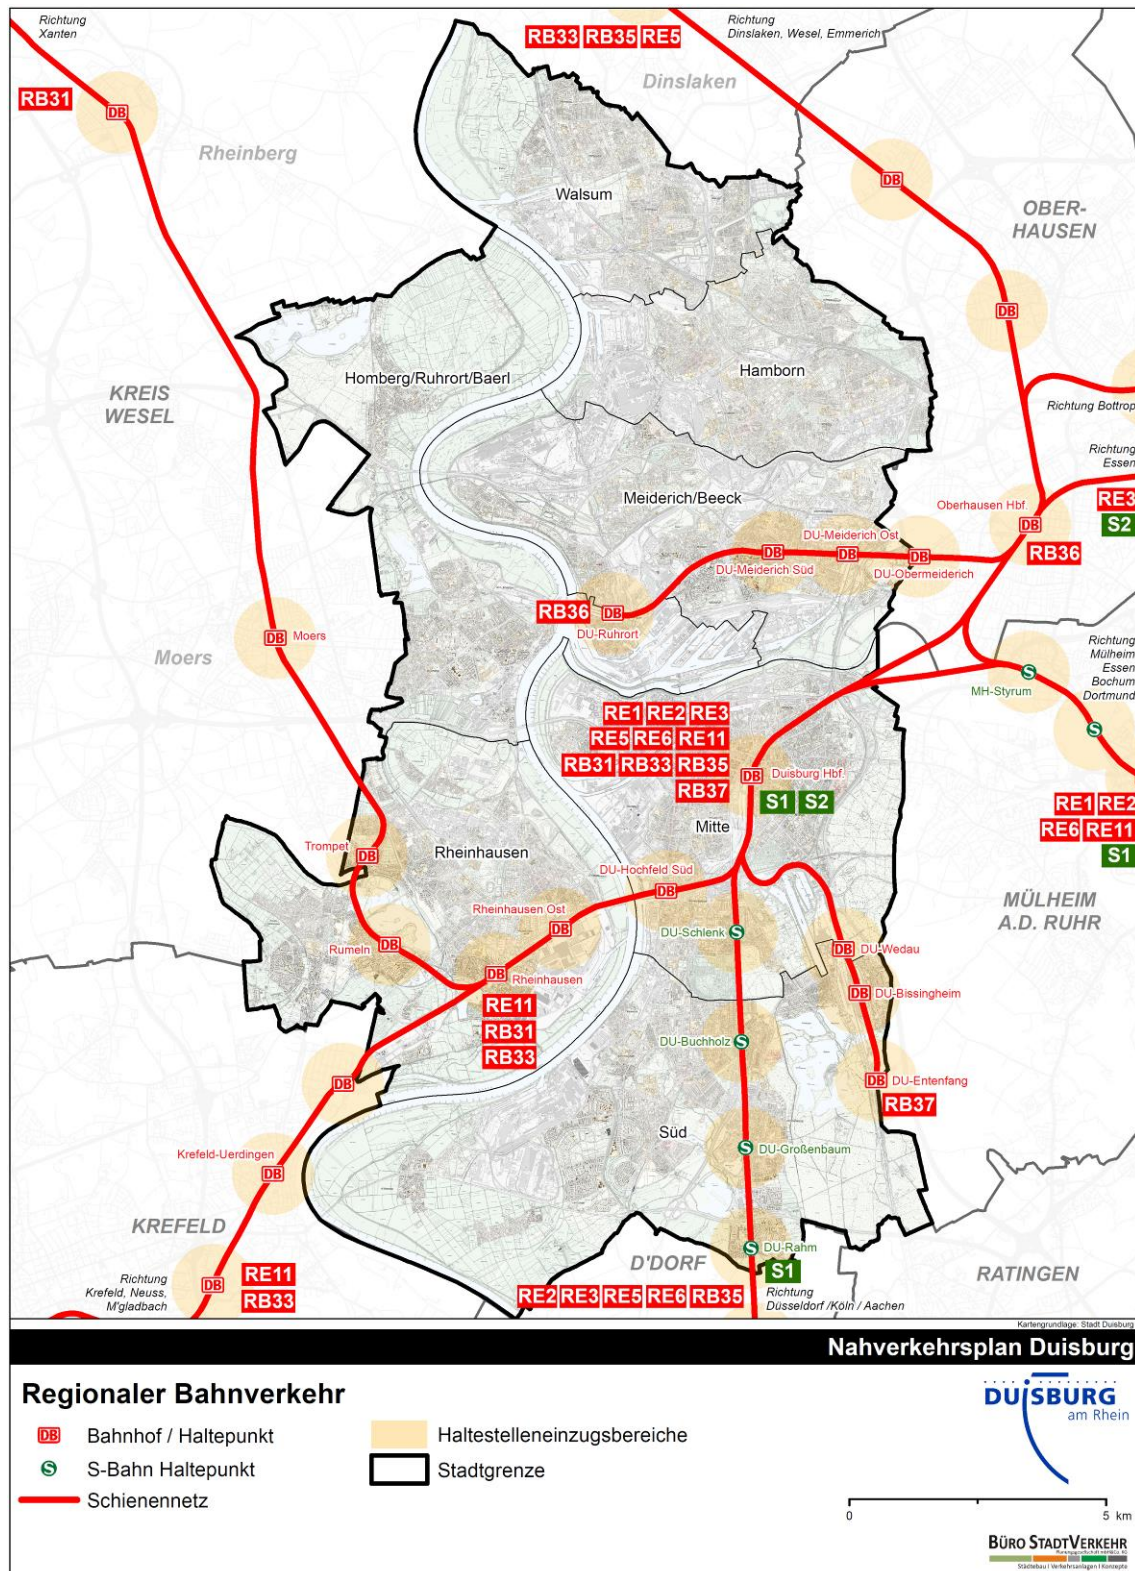 Richtung
Xanten
RB33 RB35 RE5
Richtung
Dinslaken, Wesel, Emmerich
Dinslaken
RB31
DB
Rheinberg
DB
Walsum
OBER-
HAUSEN
DB
Homberg/Ruhrort/Baerl
Hamborn
KREIS
WESEL
Richtung Bottrop
Richtung
Essen
Meiderich/Beeck
RE3
S2
Oberhausen Hbf.
DB
RB36
DU-Meiderich Ost
DB
DB
DB
DU-Meiderich Süd
DU-Obermeiderich
RB36
DB
DU-Ruhrort
DB
Moers
Moers
Richtung
Mülheim
Essen
Bochum
Dortmund
S
MH-Styrum
S
RE1 RE2 RE3
RE5 RE6 RE11
RB31 RB33 RB35
RB37
DB
Duisburg Hbf.
S1 S2
RE1 RE2
RE6 RE11
S1
Mitte
Trompet
DB
Rheinhausen
DU-Hochfeld Süd
DB
MÜLHEIM
A.D. RUHR
Rheinhausen Ost
DB
DU-Schlenk
S
Rumeln
DB
DB
DU-Wedau
DB
Rheinhausen
DB
DU-Bissingheim
RE11
RB31
RB33
DU-Buchholz
S
DB
DB
DU-Entenfang
RB37
Süd
Krefeld-Uerdingen
DB
S
DU-Großenbaum
KREFELD
S
DU-Rahm
D'DORF
S1
RATINGEN
Richtung
Krefeld, Neuss,
M'gladbach
DB
RE11
RB33
RE2 RE3 RE5 RE6 RB35
Richtung
Düsseldorf /Köln / Aachen
Kartengrundlage: Stadt Duisburg
Nahverkehrsplan Duisburg
Regionaler Bahnverkehr
DB
Bahnhof / Haltepunkt
S
S-Bahn Haltepunkt
Schienennetz
Haltestelleneinzugsbereiche
Stadtgrenze
DUISBURG
am Rhein
0
5 km
BÜRO STADTVERKEHR
Planungsgesellschaft mbH&Co. KG
Städtebau I Verkehrsanlagen I Konzepte